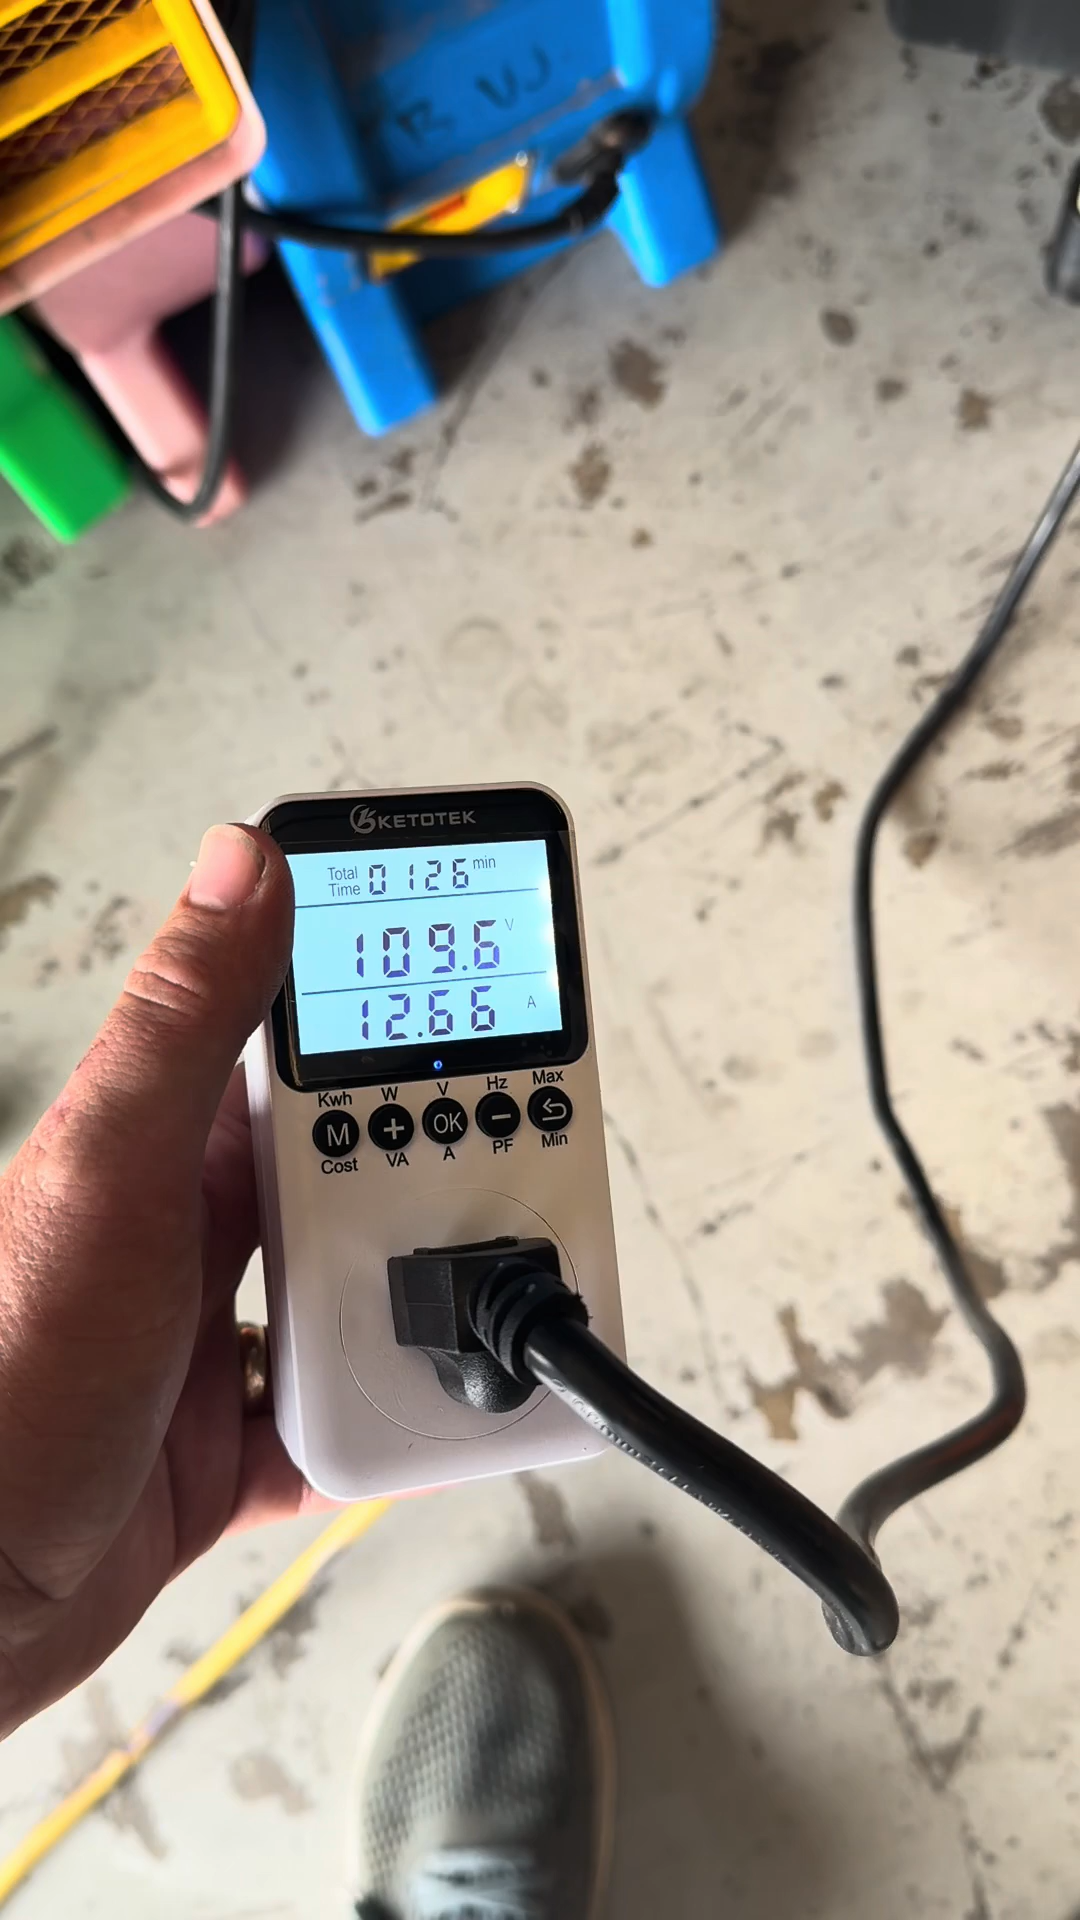 KETOTEK
Total Time 0126 min
109.6 V
12.66 A
Kwh W V Hz Max
M + OK −
Cost VA A PF Min